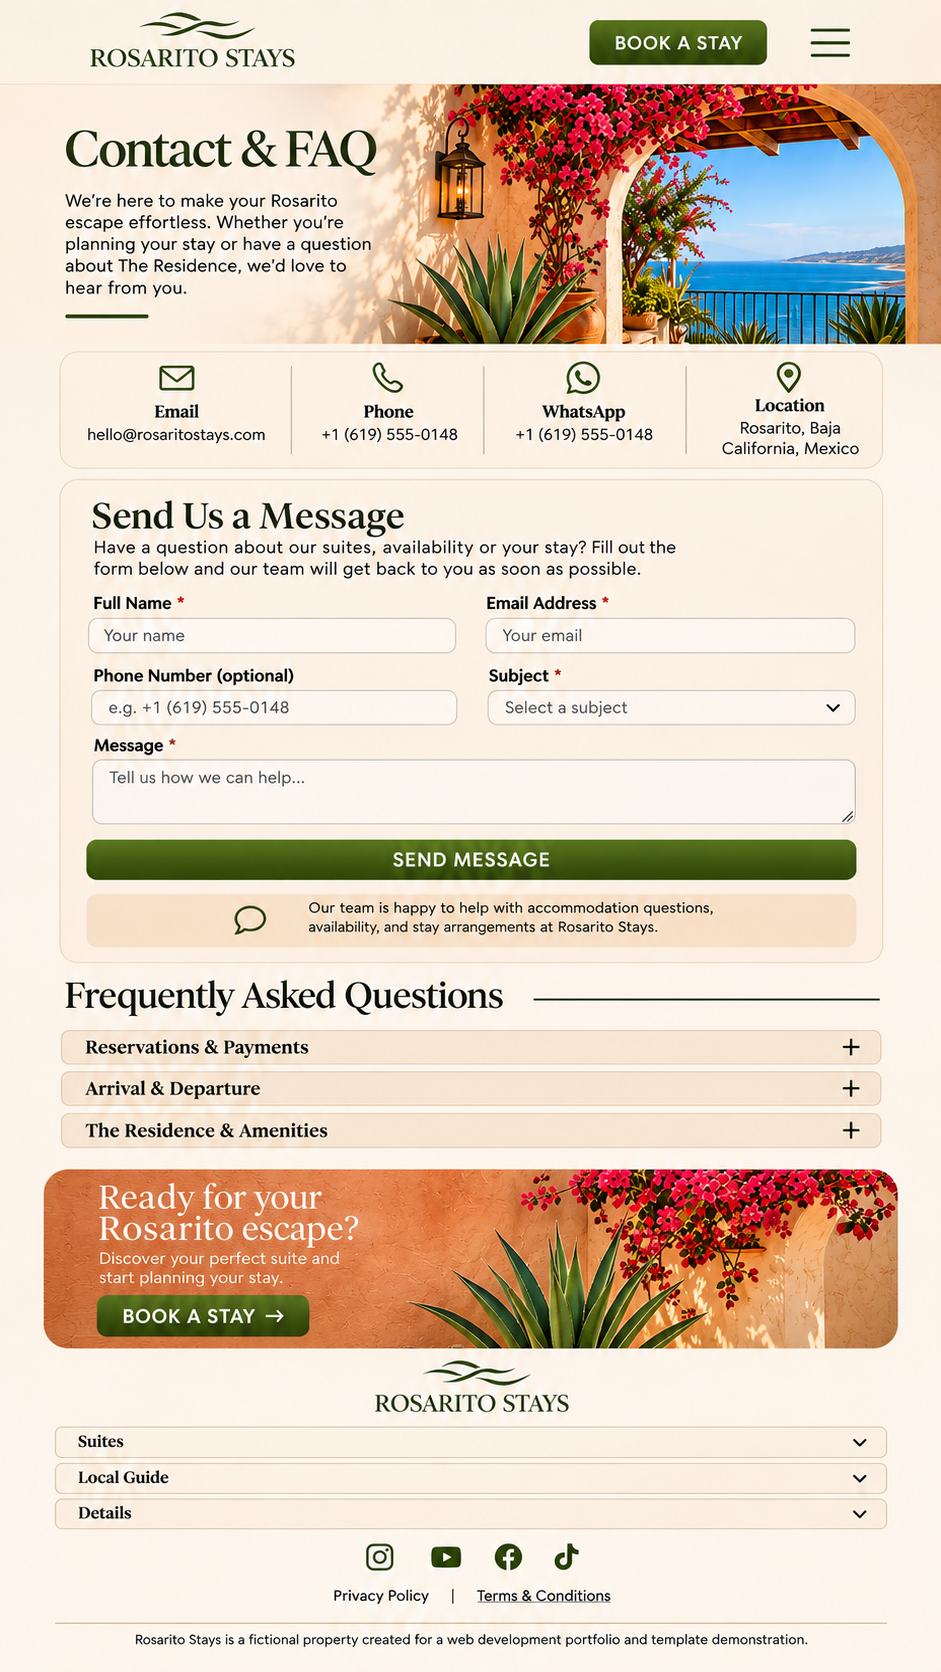 ROSARITO STAYS
BOOK A STAY
Contact & FAQ
We're here to make your Rosarito
escape effortless. Whether you're
planning your stay or have a question
about The Residence, we'd love to
hear from you.
Email
hello@rosaritostays.com
Phone
+1 (619) 555-0148
WhatsApp
+1 (619) 555-0148
Location
Rosarito, Baja
California, Mexico
Send Us a Message
Have a question about our suites, availability or your stay? Fill out the
form below and our team will get back to you as soon as possible.
Full Name *
Your name
Email Address *
Your email
Phone Number (optional)
e.g. +1 (619) 555-0148
Subject *
Select a subject
Message *
Tell us how we can help...
SEND MESSAGE
Our team is happy to help with accommodation questions,
availability, and stay arrangements at Rosarito Stays.
Frequently Asked Questions
Reservations & Payments
Arrival & Departure
The Residence & Amenities
Ready for your
Rosarito escape?
Discover your perfect suite and
start planning your stay.
BOOK A STAY →
ROSARITO STAYS
Suites
Local Guide
Details
Privacy Policy | Terms & Conditions
Rosarito Stays is a fictional property created for a web development portfolio and template demonstration.